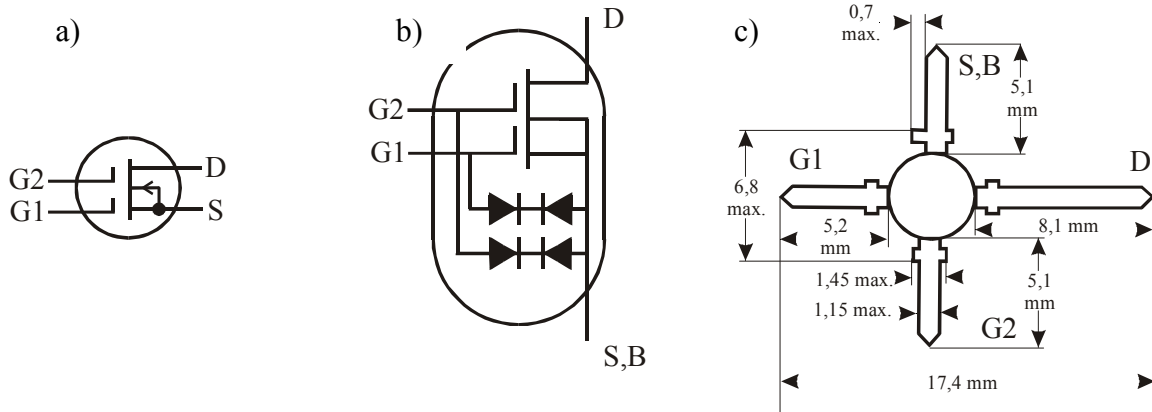 a)
G2
G1
D
S
b)
D
G2
G1
S,B
c)
0,7
max.
S,B
5,1
mm
G1
D
6,8
max.
5,2
mm
8,1 mm
1,45 max.
1,15 max.
5,1
mm
G2
17,4 mm